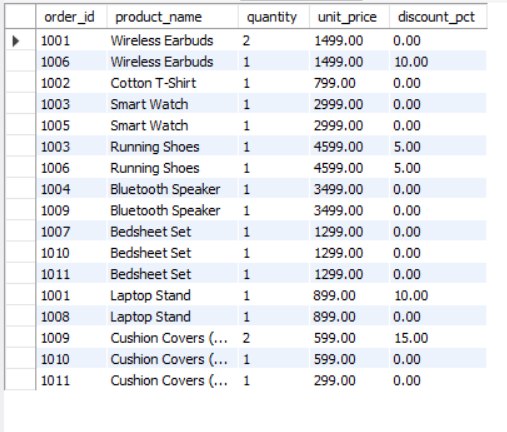 order_id product_name quantity unit_price discount_pct
1001 Wireless Earbuds 2 1499.00 0.00
1006 Wireless Earbuds 1 1499.00 10.00
1002 Cotton T-Shirt 1 799.00 0.00
1003 Smart Watch 1 2999.00 0.00
1005 Smart Watch 1 2999.00 0.00
1003 Running Shoes 1 4599.00 5.00
1006 Running Shoes 1 4599.00 5.00
1004 Bluetooth Speaker 1 3499.00 0.00
1009 Bluetooth Speaker 1 3499.00 0.00
1007 Bedsheet Set 1 1299.00 0.00
1010 Bedsheet Set 1 1299.00 0.00
1011 Bedsheet Set 1 1299.00 0.00
1001 Laptop Stand 1 899.00 10.00
1008 Laptop Stand 1 899.00 0.00
1009 Cushion Covers (... 2 599.00 15.00
1010 Cushion Covers (... 1 599.00 0.00
1011 Cushion Covers (... 1 299.00 0.00